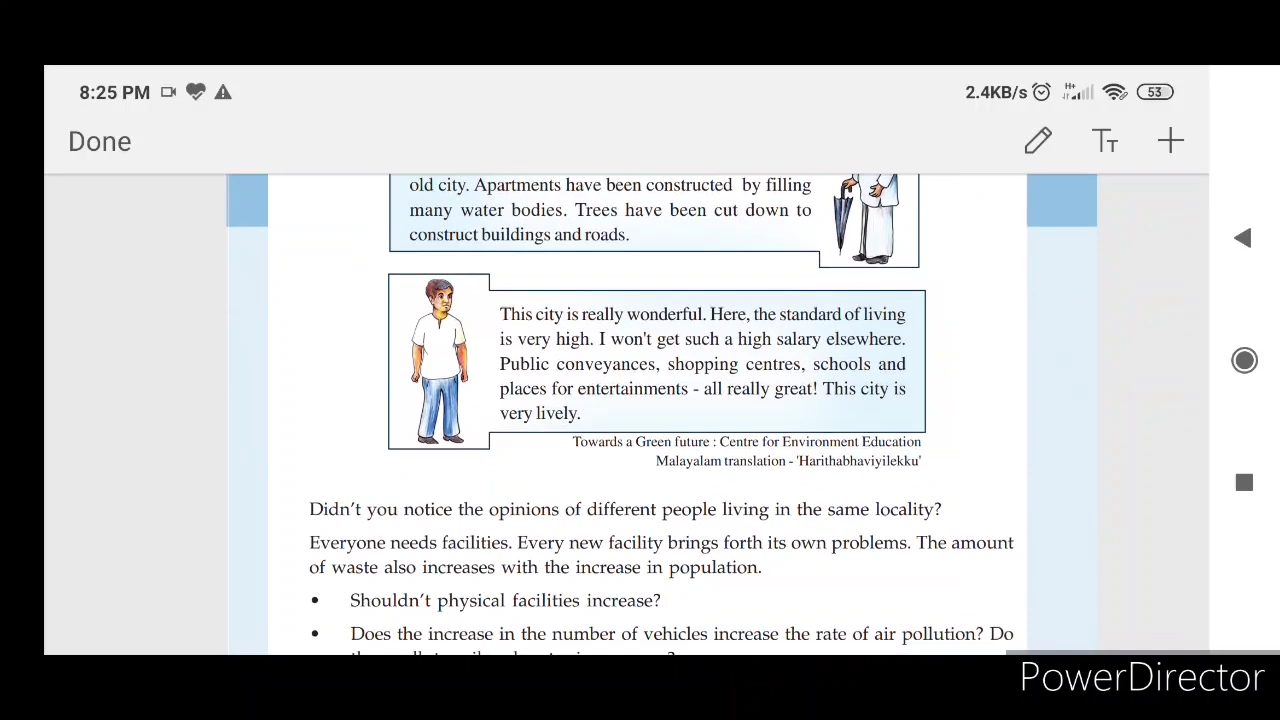 8:25 PM
2.4KB/s
H+
53
Done
TT
old city. Apartments have been constructed by filling
many water bodies. Trees have been cut down to
construct buildings and roads.
This city is really wonderful. Here, the standard of living
is very high. I won't get such a high salary elsewhere.
Public conveyances, shopping centres, schools and
places for entertainments - all really great! This city is
very lively.
Towards a Green future : Centre for Environment Education
Malayalam translation - 'Harithabhaviyilekku'
Didn't you notice the opinions of different people living in the same locality?
Everyone needs facilities. Every new facility brings forth its own problems. The amount
of waste also increases with the increase in population.
• Shouldn't physical facilities increase?
• Does the increase in the number of vehicles increase the rate of air pollution? Do
PowerDirector